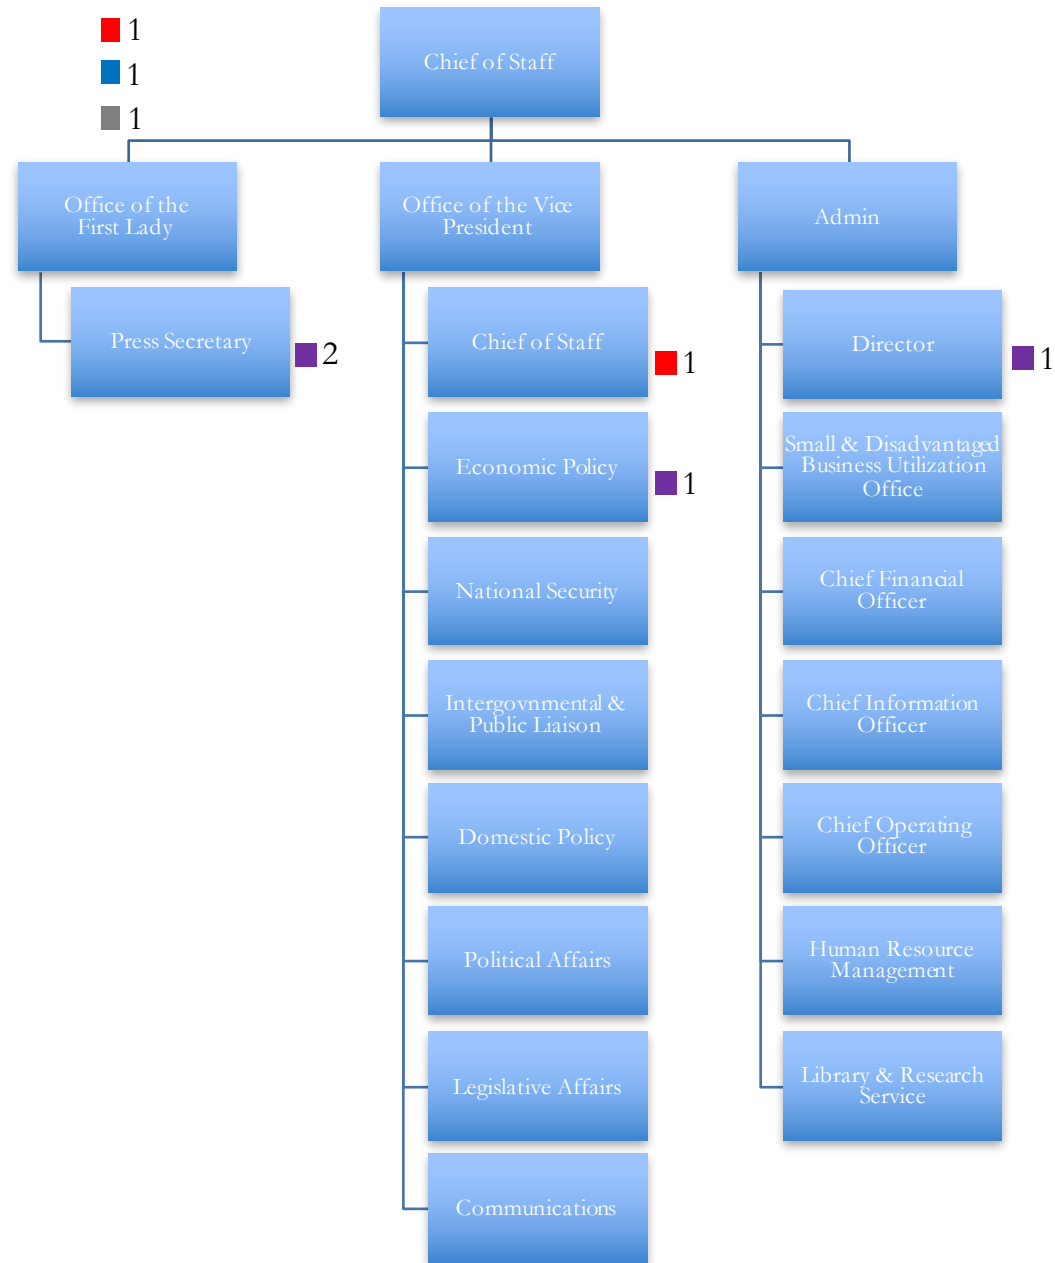 1
1
1
Chief of Staff
Office of the
First Lady
Office of the Vice
President
Admin
Press Secretary
2
Chief of Staff
1
Director
1
Economic Policy
1
Small & Disadvantaged
Business Utilization
Office
National Security
Chief Financial
Officer
Intergovnmental &
Public Liaison
Chief Information
Officer
Domestic Policy
Chief Operating
Officer
Political Affairs
Human Resource
Management
Legislative Affairs
Library & Research
Service
Communications